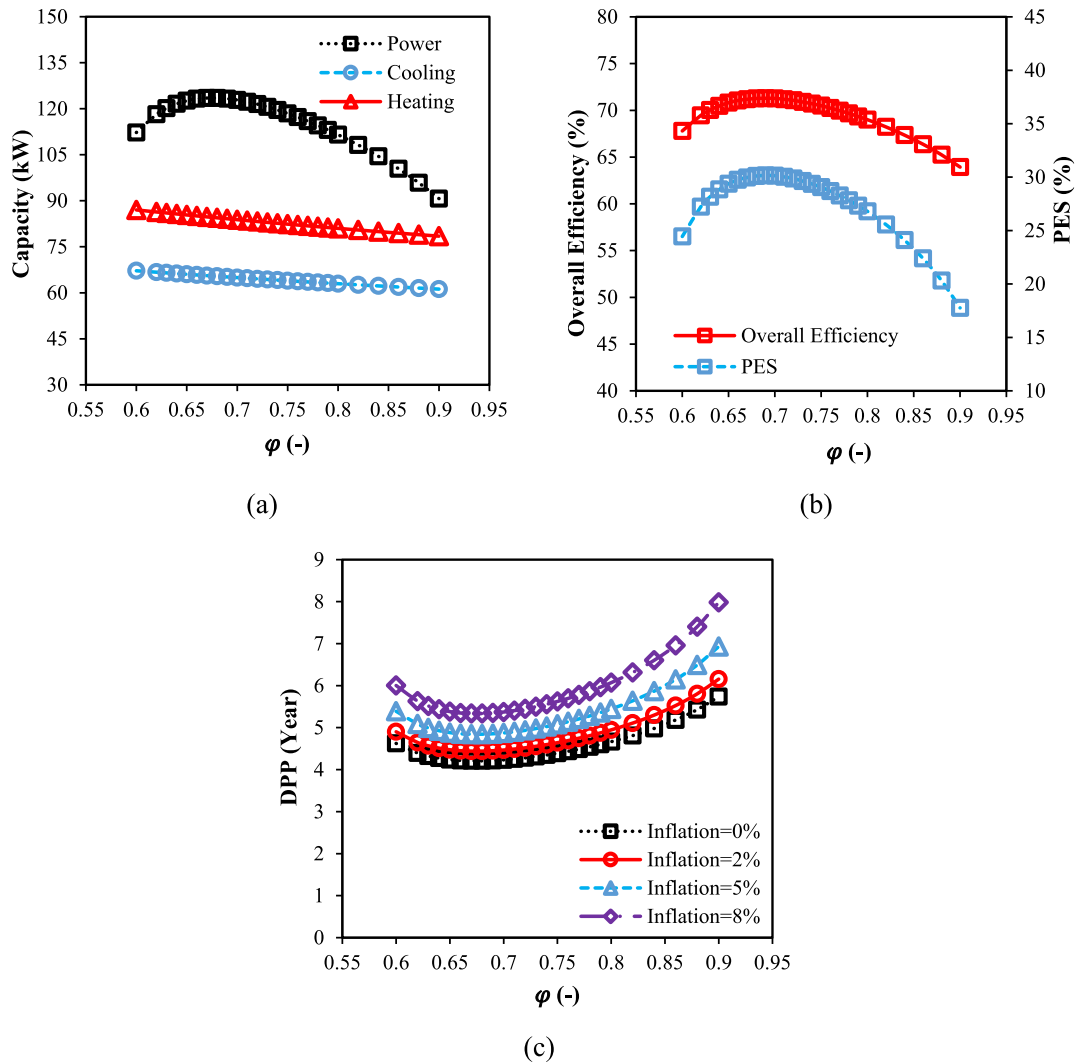 150
135
120
105
90
75
60
45
30
Capacity (kW)
Power
Cooling
Heating
0.55 0.6 0.65 0.7 0.75 0.8 0.85 0.9 0.95
φ (-)
(a)
80
75
70
65
60
55
50
45
40
Overall Efficiency (%)
45
40
35
30
25
20
15
10
PES (%)
Overall Efficiency
PES
0.55 0.6 0.65 0.7 0.75 0.8 0.85 0.9 0.95
φ (-)
(b)
9
8
7
6
5
4
3
2
1
0
DPP (Year)
Inflation=0%
Inflation=2%
Inflation=5%
Inflation=8%
0.55 0.6 0.65 0.7 0.75 0.8 0.85 0.9 0.95
φ (-)
(c)